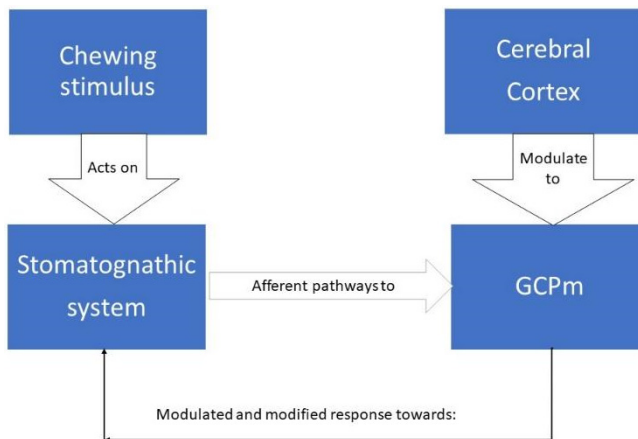 Chewing
stimulus
Cerebral
Cortex
Acts on
Modulate
to
Stomatognathic
system
Afferent pathways to
GCPm
Modulated and modified response towards: